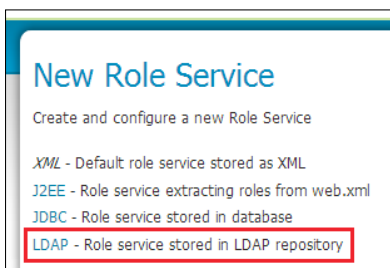 New Role Service
Create and configure a new Role Service
XML - Default role service stored as XML
J2EE - Role service extracting roles from web.xml
JDBC - Role service stored in database
LDAP - Role service stored in LDAP repository